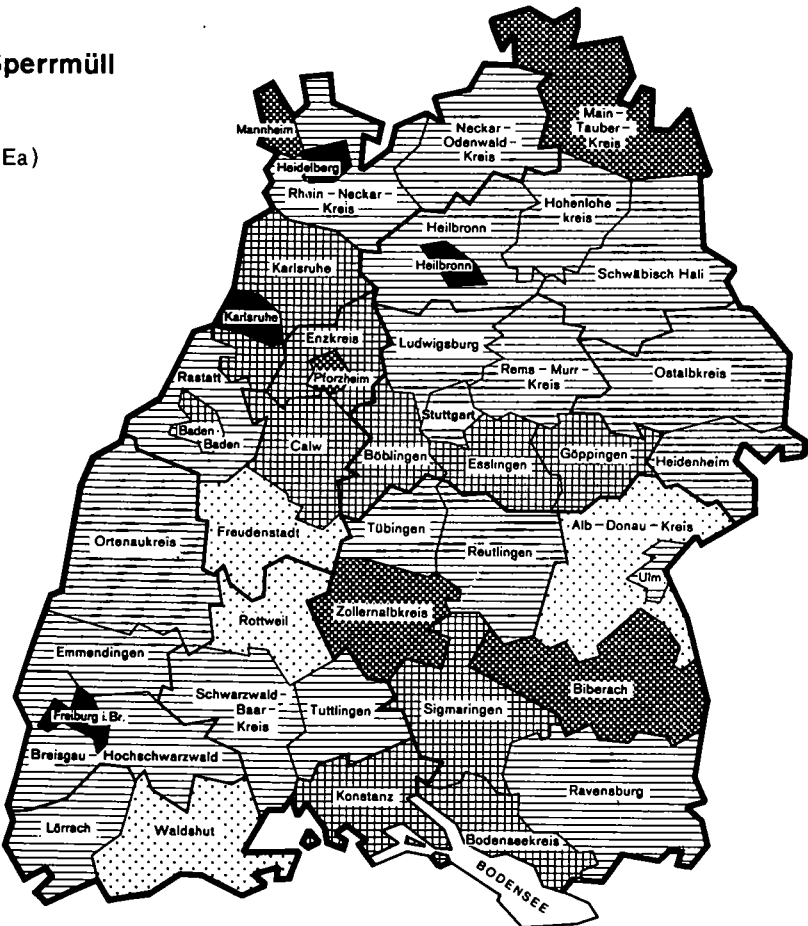 Sperrmüll
Ea)
Mannheim
Neckar-
Odenwald-
Kreis
Main-
Tauber-
Kreis
Heidelberg
Rhein-Neckar-
Kreis
Hohenlohe
kreis
Heilbronn
Karlsruhe
Heilbronn
Schwäbisch Hall
Karlsruhe
Enzkreis
Ludwigsburg
Rastatt
Pforzheim
Rems-Murr-
Kreis
Ostalbkreis
Baden-
Baden
Stuttgart
Calw
Böblingen
Esslingen
Göppingen
Heidenheim
Freudenstadt
Tübingen
Alb-Donau-Kreis
Ortenaukreis
Reutlingen
Ulm
Rottweil
Zollernalbkreis
Emmendingen
Schwarzwald-
Baar-
Kreis
Tuttlingen
Sigmaringen
Biberach
Freiburg i.Br.
Breisgau-Hochschwarzwald
Konstanz
Ravensburg
Lörrach
Waldshut
Bodenseekreis
BODENSEE